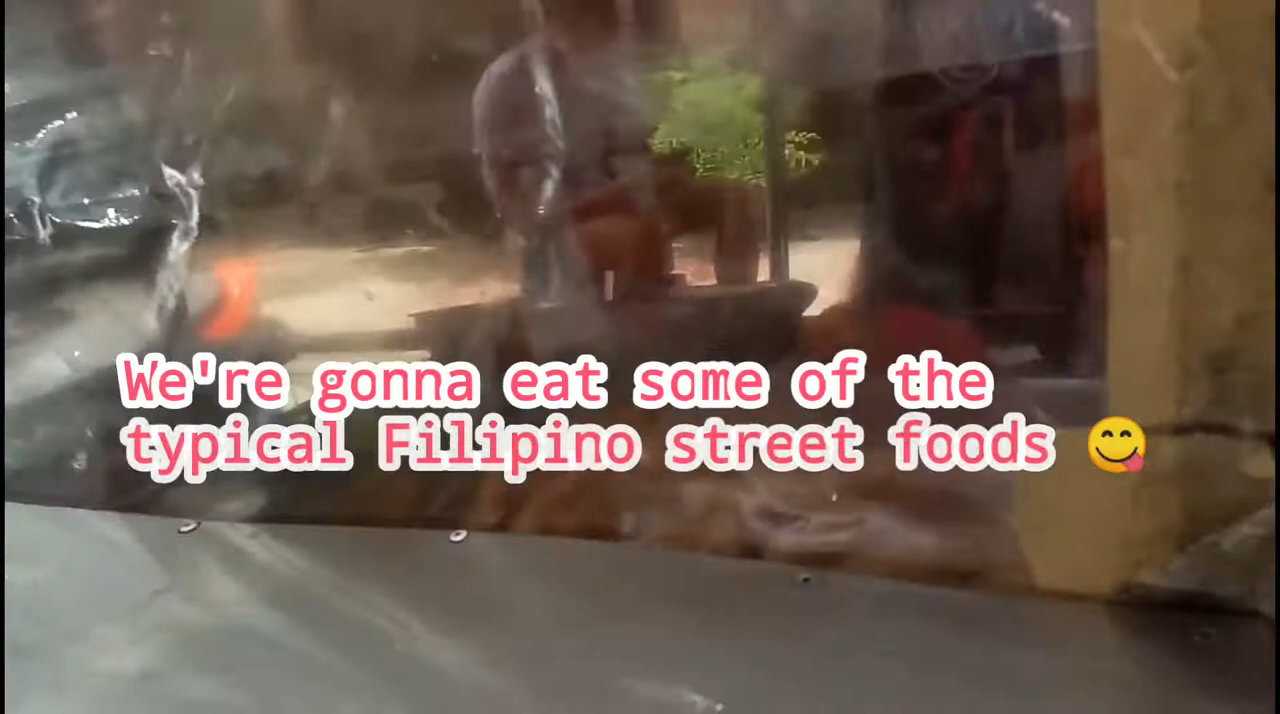 We're gonna eat some of the
typical Filipino street foods 😋